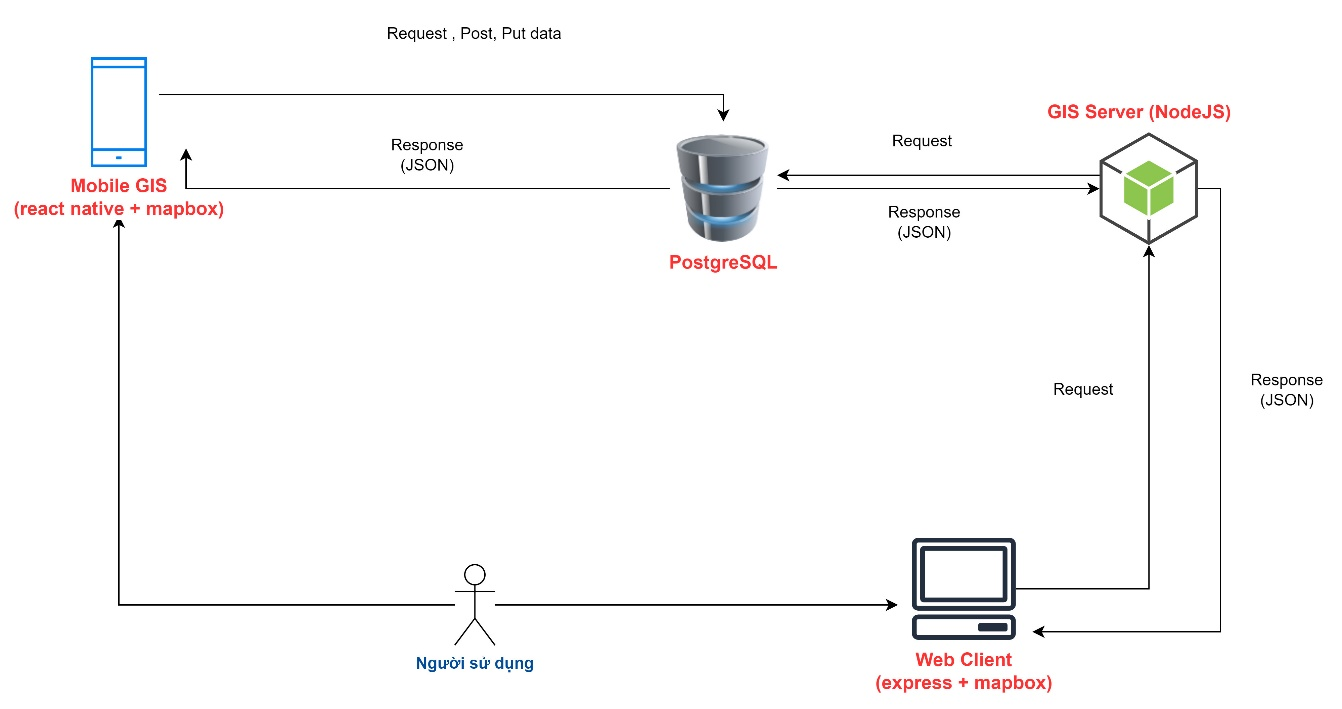 Request , Post, Put data
GIS Server (NodeJS)
Response
(JSON)
Request
Mobile GIS
(react native + mapbox)
Response
(JSON)
PostgreSQL
Request
Response
(JSON)
Người sử dụng
Web Client
(express + mapbox)